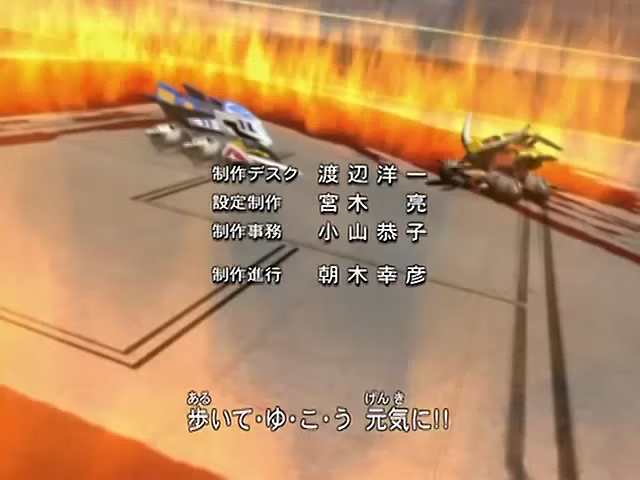 制作デスク 渡辺洋一
設定制作 宮木 亮
制作事務 小山恭子
制作進行 朝木幸彦
ある げんき
歩いて・ゆ・こ・う 元気に!!